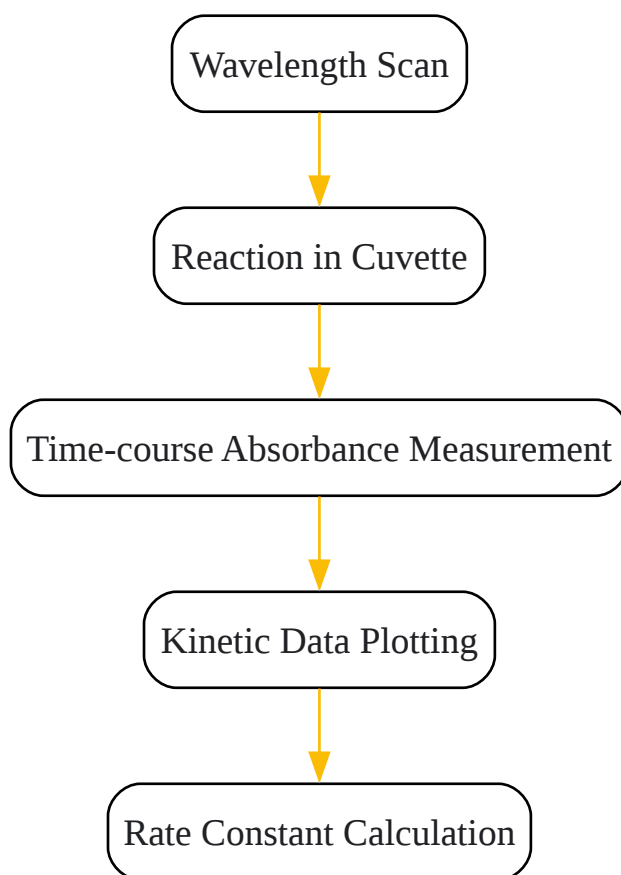 Wavelength Scan
Reaction in Cuvette
Time-course Absorbance Measurement
Kinetic Data Plotting
Rate Constant Calculation